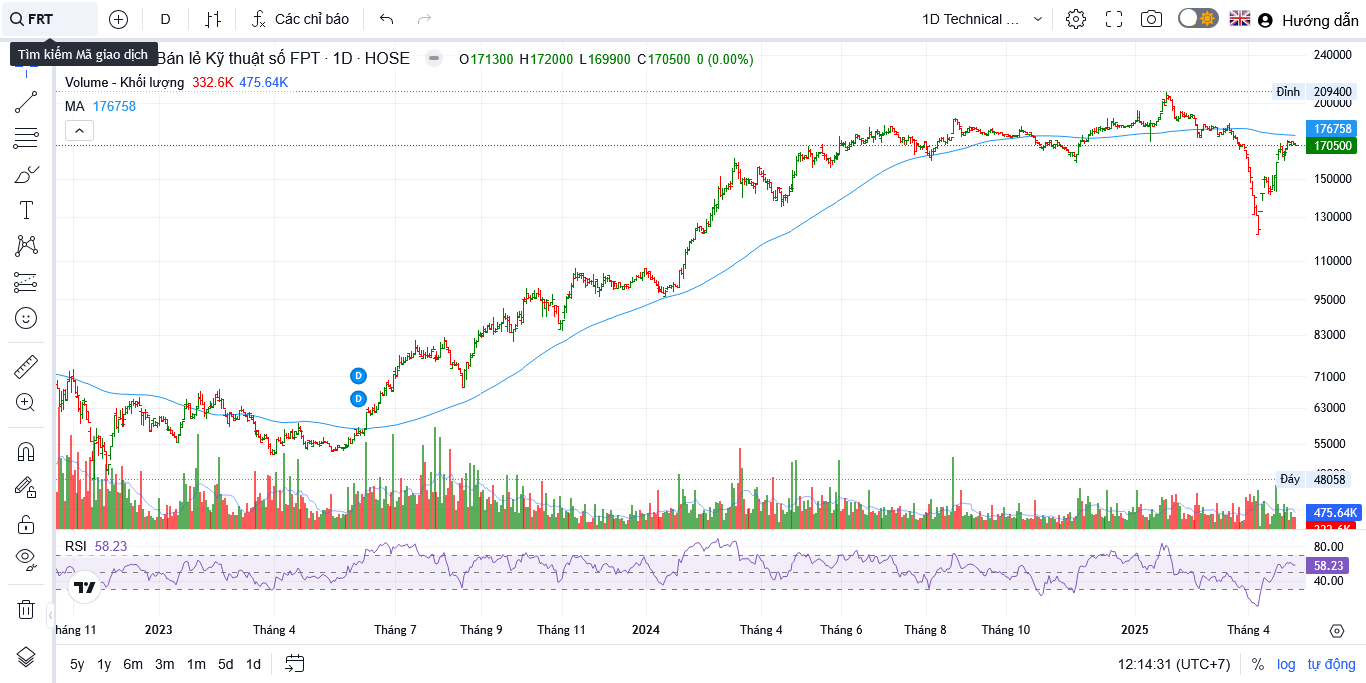 FRT D Các chỉ báo 1D Technical ... Hướng dẫn
Tìm kiếm Mã giao dịch
Bán lẻ Kỹ thuật số FPT · 1D · HOSE O171300 H172000 L169900 C170500 0 (0.00%)
Volume - Khối lượng 332.6K 475.64K
MA 176758
240000
Đỉnh 209400
200000
176758
170500
150000
130000
110000
95000
83000
71000
63000
55000
Đáy 48058
475.64K
332.6K
D
D
RSI 58.23
80.00
58.23
40.00
háng 11 2023 Tháng 4 Tháng 7 Tháng 9 Tháng 11 2024 Tháng 4 Tháng 6 Tháng 8 Tháng 10 2025 Tháng 4
5y 1y 6m 3m 1m 5d 1d 12:14:31 (UTC+7) % log tự động